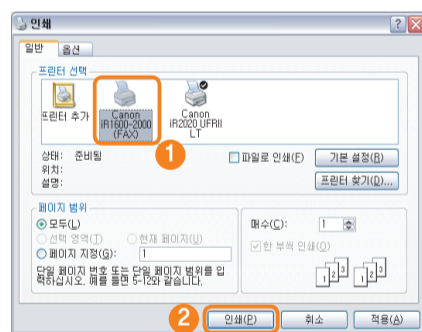 인쇄
일반
옵션
프린터 선택
프린터 추가
Canon
iR1600-2000
(FAX)
Canon
iR2020 UFRII
LT
1
상태: 준비됨
위치:
설명:
파일로 인쇄(F)
기본 설정(R)
프린터 찾기(D)...
페이지 범위
모두(L)
선택 영역(T)
현재 페이지(U)
페이지 지정(G): 1
단일 페이지 번호 또는 단일 페이지 범위를 입
력하십시오. 예를 들면 5-12와 같습니다.
매수(C): 1
한 부씩 인쇄(O)
1 2 3
1 2 3
2
인쇄(P)
취소
적용(A)